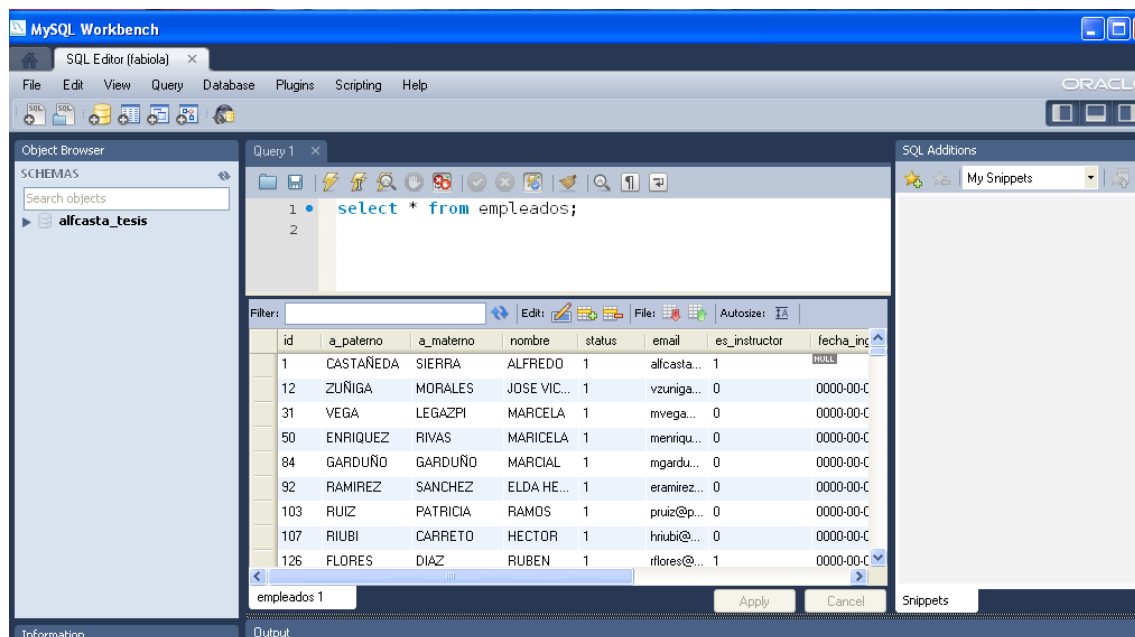 MySQL Workbench
SQL Editor (fabiola) ×
File Edit View Query Database Plugins Scripting Help ORACL
SQL SQL
Object Browser
SCHEMAS
Search objects
alfcasta_tesis
Information
Query 1 ×
1 select * from empleados;
2
Filter: Edit: File: Autosize:
id a_paterno a_materno nombre status email es_instructor fecha_ing
1 CASTAÑEDA SIERRA ALFREDO 1 alfcasta... 1 NULL
12 ZUÑIGA MORALES JOSE VIC... 1 vzuniga... 0 0000-00-0
31 VEGA LEGAZPI MARCELA 1 mvega... 0 0000-00-0
50 ENRIQUEZ RIVAS MARICELA 1 menriqu... 0 0000-00-0
84 GARDUÑO GARDUÑO MARCIAL 1 mgardu... 0 0000-00-0
92 RAMIREZ SANCHEZ ELDA HE... 1 eramirez... 0 0000-00-0
103 RUIZ PATRICIA RAMOS 1 pruiz@p... 0 0000-00-0
107 RIUBI CARRETO HECTOR 1 hriubi@... 0 0000-00-0
126 FLORES DIAZ RUBEN 1 rflores@... 1 0000-00-0
empleados 1 Apply Cancel
Output
SQL Additions
My Snippets
Snippets